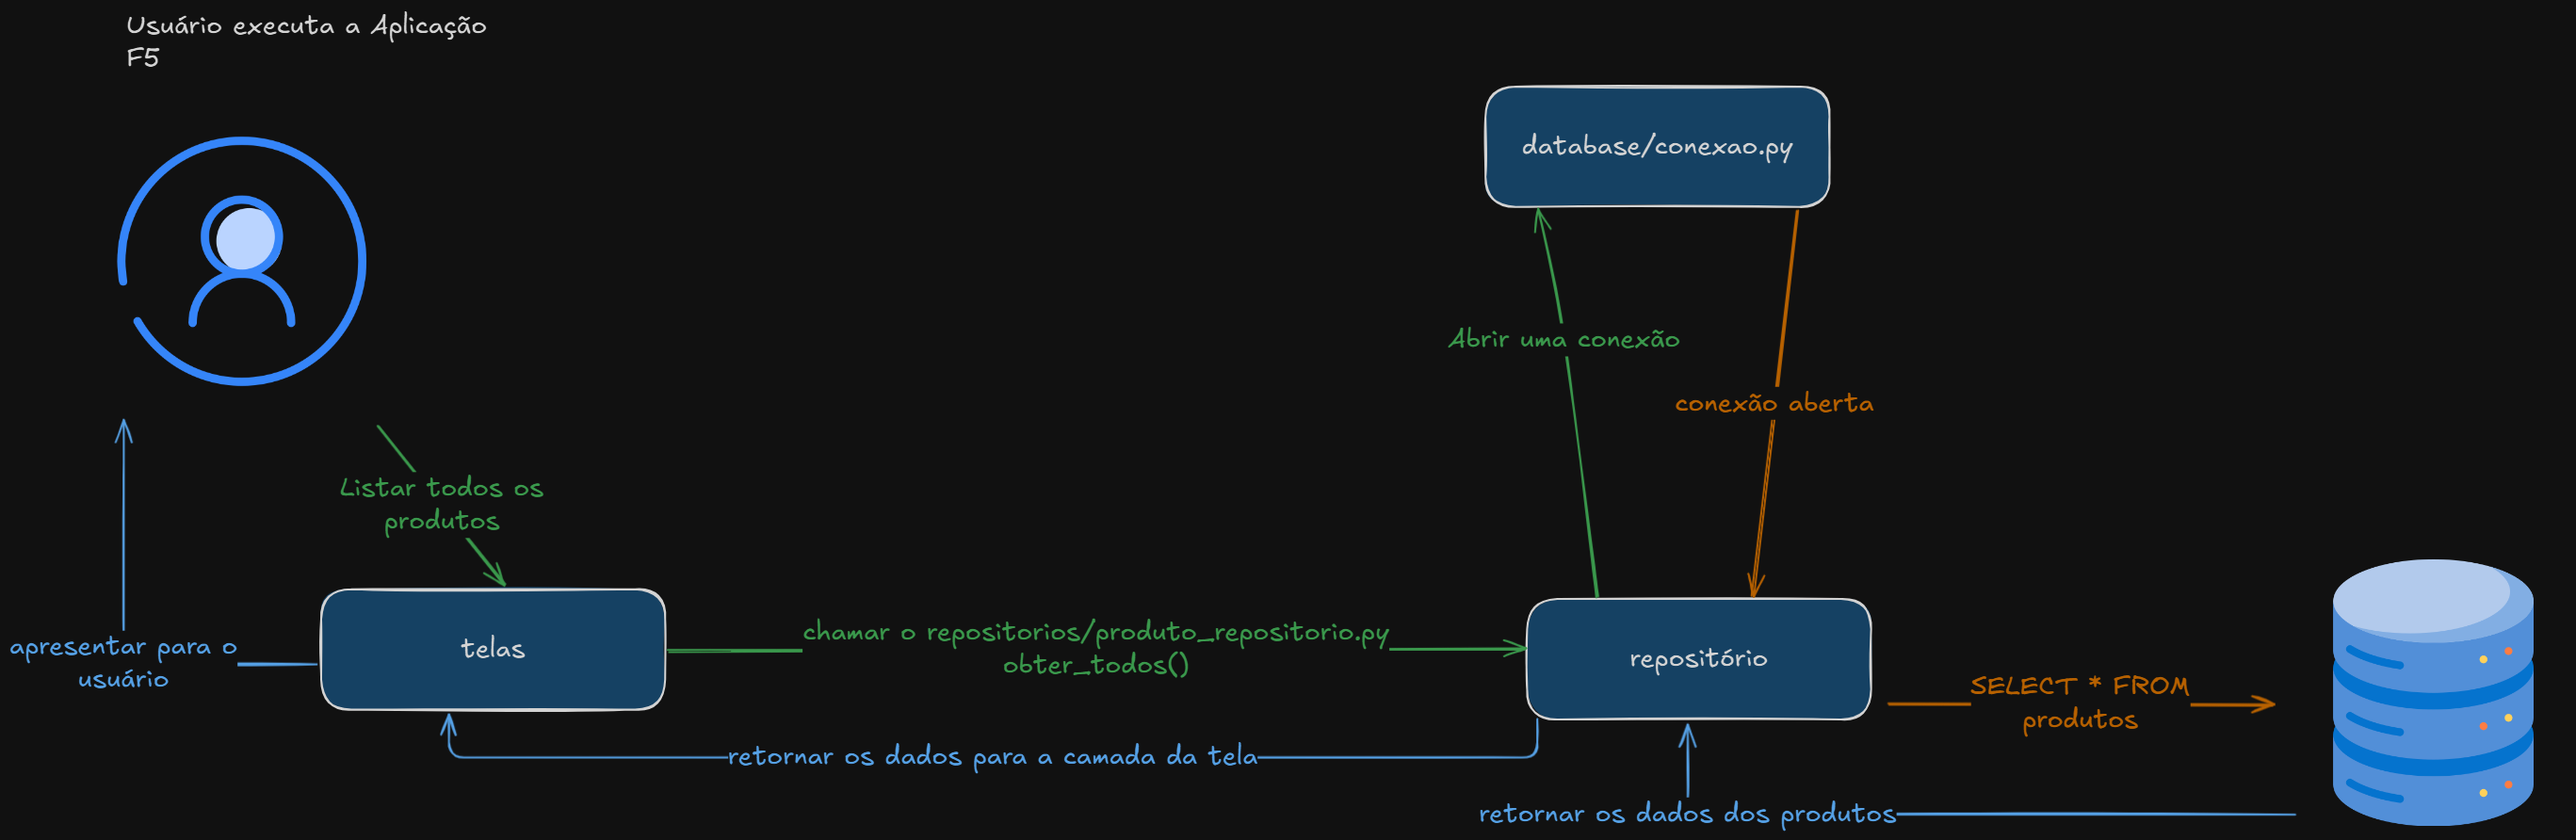 Usuário executa a Aplicação
F5
database/conexao.py
Abrir uma conexão
conexão aberta
Listar todos os
produtos
telas
chamar o repositorios/produto_repositorio.py
obter_todos()
repositório
apresentar para o
usuário
SELECT * FROM
produtos
retornar os dados para a camada da tela
retornar os dados dos produtos